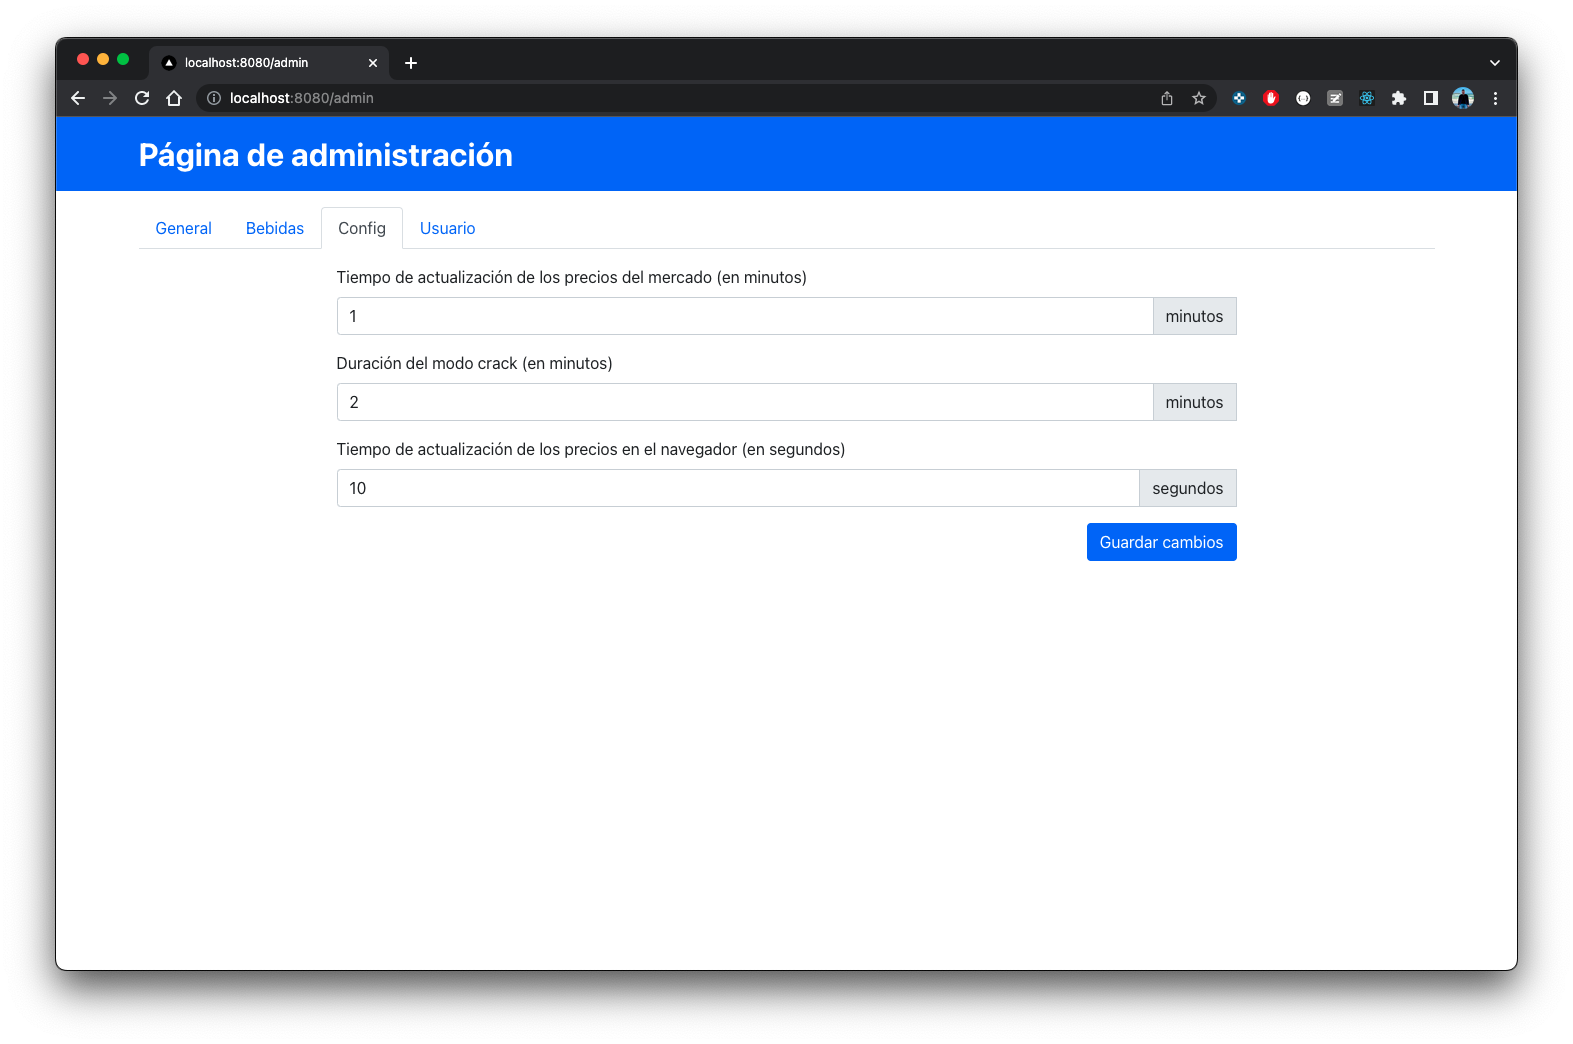 localhost:8080/admin
localhost:8080/admin
Página de administración
General Bebidas Config Usuario
Tiempo de actualización de los precios del mercado (en minutos)
1 minutos
Duración del modo crack (en minutos)
2 minutos
Tiempo de actualización de los precios en el navegador (en segundos)
10 segundos
Guardar cambios